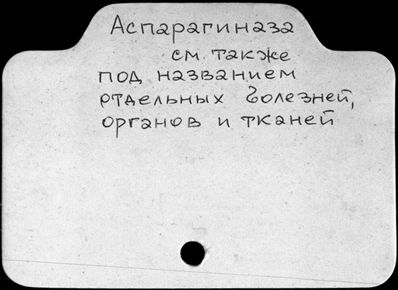 Аспарагиназа
см. также
под названием
отдельных болезней,
органов и тканей